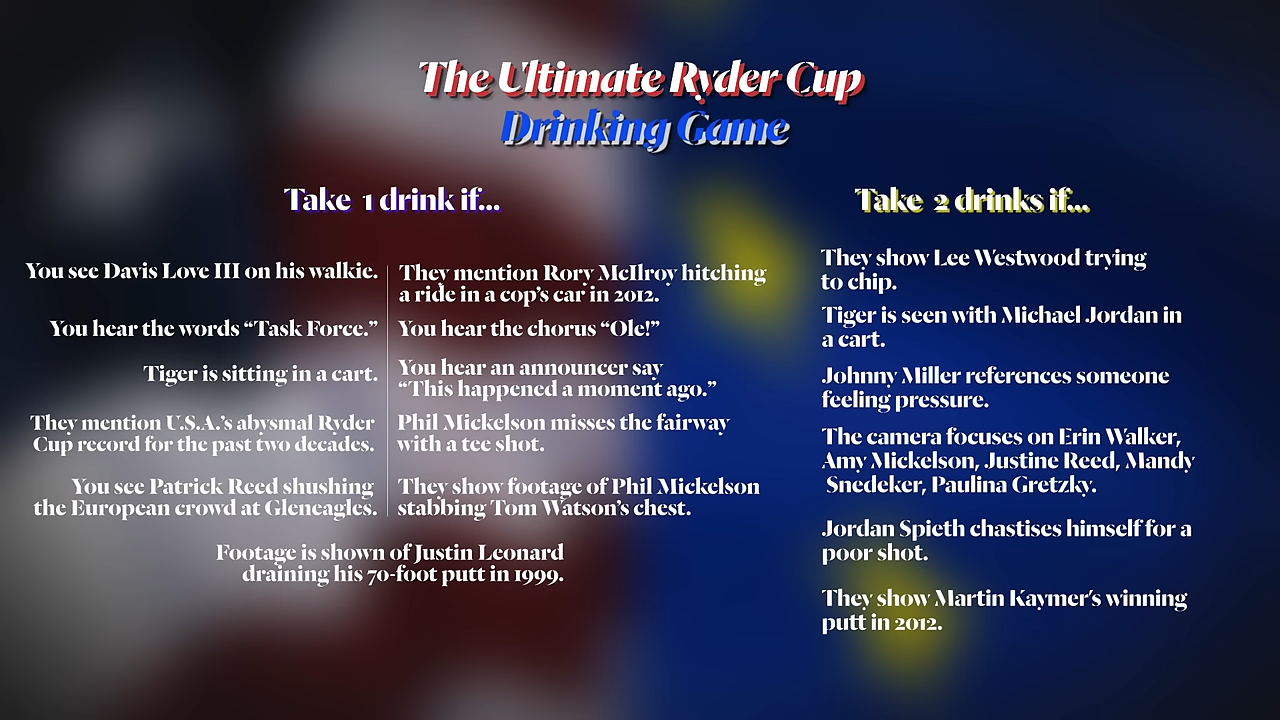 The Ultimate Ryder Cup
Drinking Game
Take 1 drink if...
You see Davis Love III on his walkie.
You hear the words “Task Force.”
Tiger is sitting in a cart.
They mention U.S.A.’s abysmal Ryder
Cup record for the past two decades.
You see Patrick Reed shushing
the European crowd at Gleneagles.
They mention Rory McIlroy hitching
a ride in a cop’s car in 2012.
You hear the chorus “Ole!”
You hear an announcer say
“This happened a moment ago.”
Phil Mickelson misses the fairway
with a tee shot.
They show footage of Phil Mickelson
stabbing Tom Watson’s chest.
Footage is shown of Justin Leonard
draining his 70-foot putt in 1999.
Take 2 drinks if...
They show Lee Westwood trying
to chip.
Tiger is seen with Michael Jordan in
a cart.
Johnny Miller references someone
feeling pressure.
The camera focuses on Erin Walker,
Amy Mickelson, Justine Reed, Mandy
Snedeker, Paulina Gretzky.
Jordan Spieth chastises himself for a
poor shot.
They show Martin Kaymer's winning
putt in 2012.